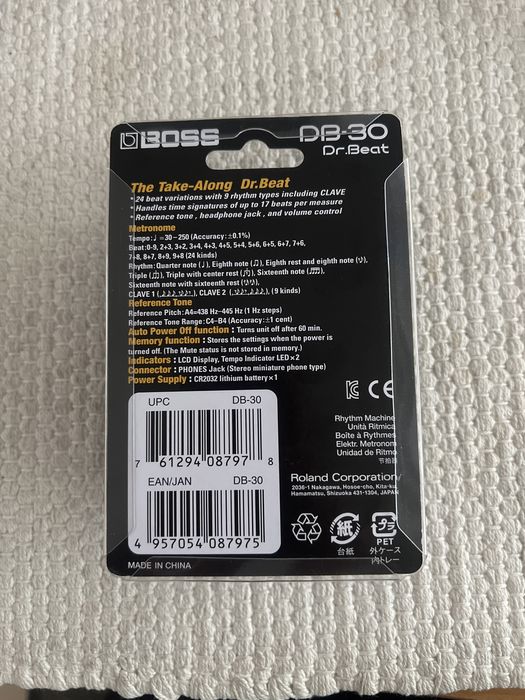 BOSS
DB-30
Dr.Beat
The Take-Along Dr.Beat
• 24 beat variations with 9 rhythm types including CLAVE
• Handles time signatures of up to 17 beats per measure
• Reference tone, headphone jack, and volume control
Metronome
Tempo:♩=30–250 (Accuracy:±0.1%)
Beat:0-9, 2+3, 3+2, 3+4, 4+3, 4+5, 5+4, 5+6, 6+5, 6+7, 7+6,
7+8, 8+7, 8+9, 9+8 (24 kinds)
Rhythm: Quarter note (♩), Eighth note (♫), Eighth rest and eighth note (),
Triple (), Triple with center rest (), Sixteenth note (),
Sixteenth note with sixteenth rest (),
CLAVE 1 (), CLAVE 2 (), (9 kinds)
Reference Tone
Reference Pitch: A4=438 Hz–445 Hz (1 Hz steps)
Reference Tone Range: C4–B4 (Accuracy:±1 cent)
Auto Power Off function : Turns unit off after 60 min.
Memory function : Stores the settings when the power is
turned off. (The Mute status is not stored in memory.)
Indicators : LCD Display, Tempo Indicator LED×2
Connector : PHONES Jack (Stereo miniature phone type)
Power Supply : CR2032 lithium battery×1
UPC DB-30
7 61294 08797 8
EAN/JAN DB-30
4 957054 087975
MADE IN CHINA
CE
Rhythm Machine
Unità Ritmica
Boîte à Rythmes
Elektr. Metronom
Unidad de Ritmo
节拍器
Roland Corporation
2036-1 Nakagawa, Hosoe-cho, Kita-ku,
Hamamatsu, Shizuoka 431-1304, JAPAN
紙
台紙
プラ
PET
外ケース
内トレー